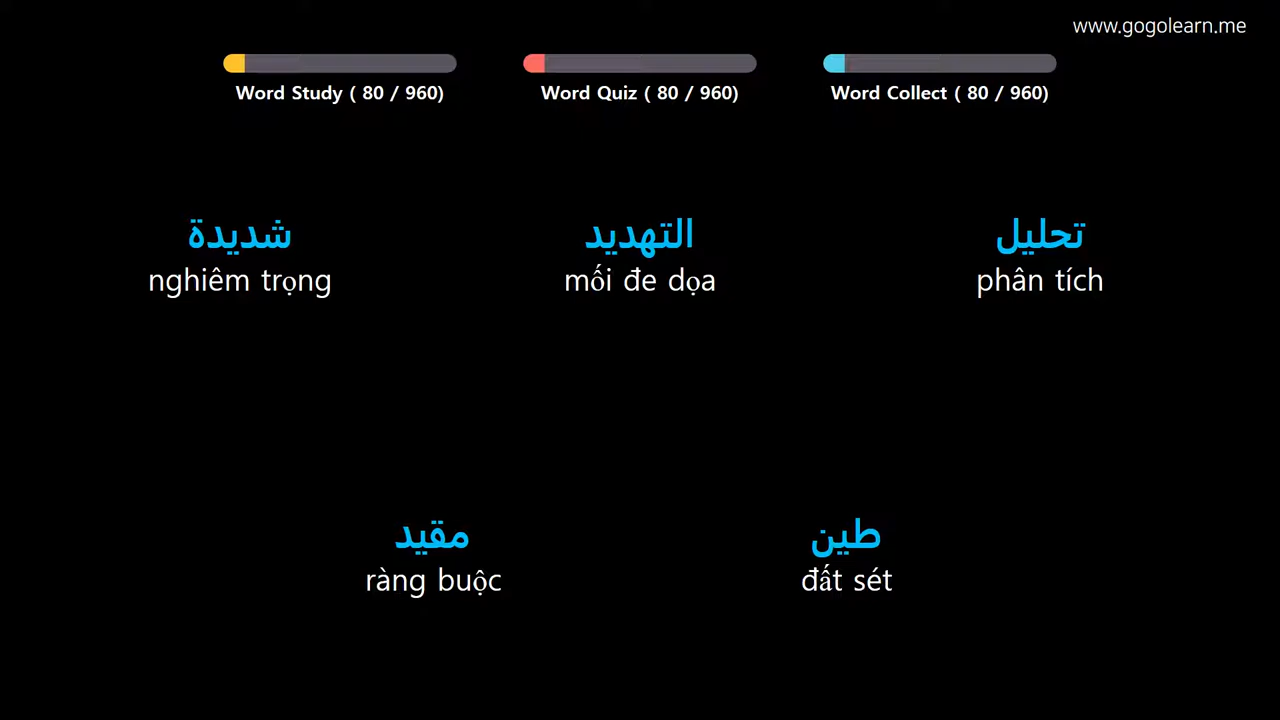 www.gogolearn.me
Word Study ( 80 / 960)
Word Quiz ( 80 / 960)
Word Collect ( 80 / 960)
شديدة
nghiêm trọng
التهديد
mối đe dọa
تحليل
phân tích
مقيد
ràng buộc
طين
đất sét